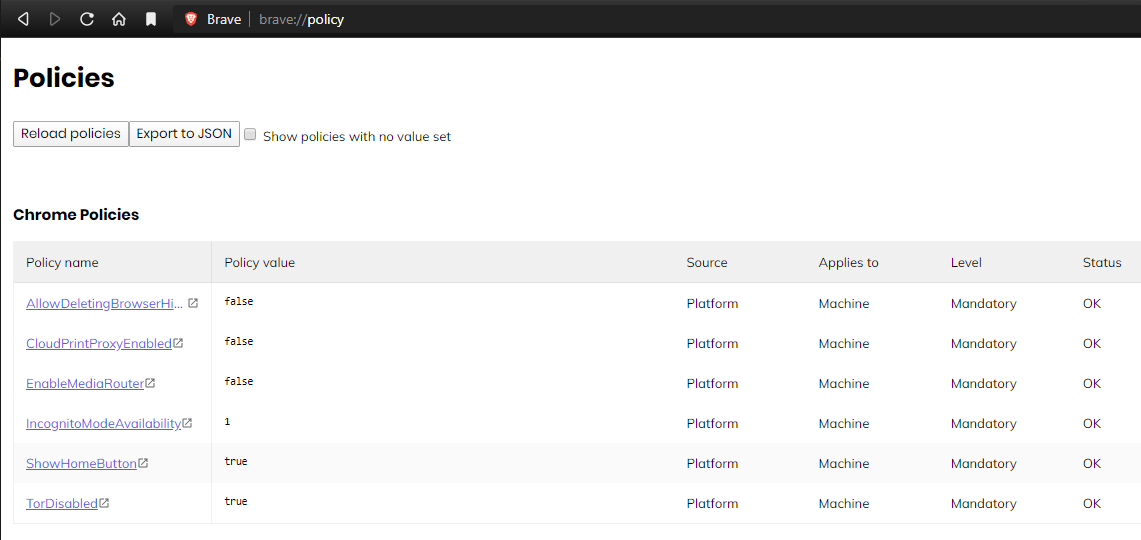 Brave | brave://policy
Policies
Reload policies Export to JSON Show policies with no value set
Chrome Policies
Policy name Policy value Source Applies to Level Status
AllowDeletingBrowserHi... false Platform Machine Mandatory OK
CloudPrintProxyEnabled false Platform Machine Mandatory OK
EnableMediaRouter false Platform Machine Mandatory OK
IncognitoModeAvailability 1 Platform Machine Mandatory OK
ShowHomeButton true Platform Machine Mandatory OK
TorDisabled true Platform Machine Mandatory OK